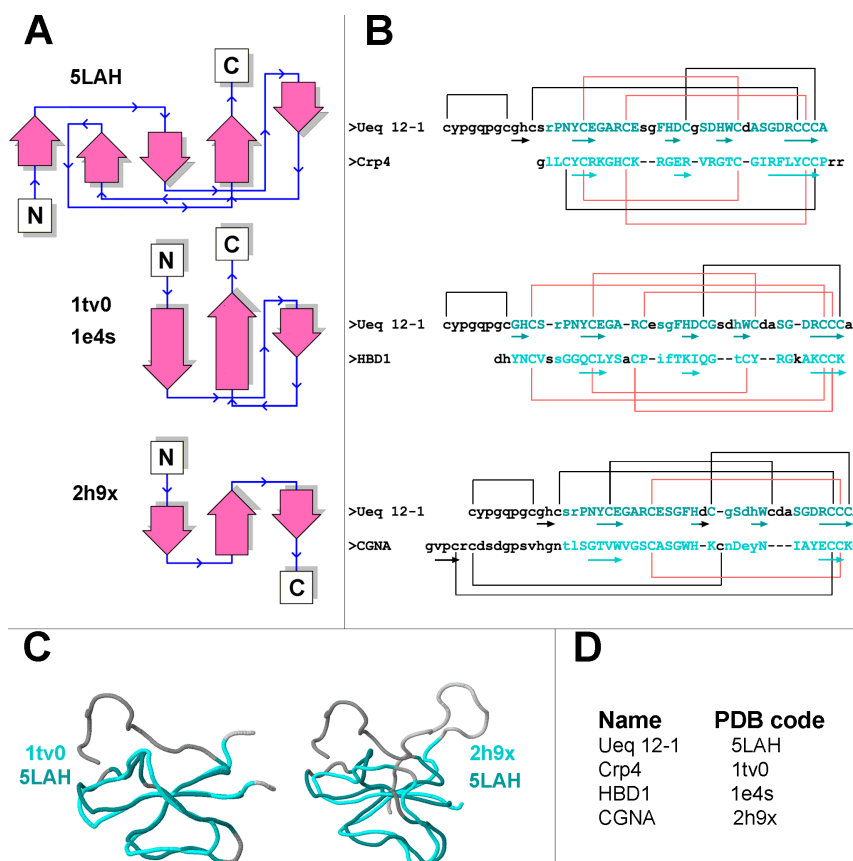 A
5LAH
C
N
N
C
1tv0
1e4s
N
2h9x
C
B
>Ueq 12-1 cypgqpgcghcsrPNYCEGARCEsgFHDCgSDHWCdASGDRCCCA
>Crp4 glLCYCRKGHCK--RGER-VRGTC-GIRFLYCCPrr
>Ueq 12-1 cypgqpgcGHCS-rPNYCEGA-RCesgFHDCGsdhWCdaSG-DRCCCa
>HBD1 dhYNCVssGGQCLYSaCP-ifTKIQG--tCY--RGkAKCCK
>Ueq 12-1 cypgqpgcghcsrPNYCEGARCESGFHdC-gSdhWcdaSGDRCCC
>CGNA gvpcrcdsdgpsvhgntlSGTVWVGSCASGWH-KcnDeyN---IAYECCK
C
1tv0
5LAH
2h9x
5LAH
D
Name PDB code
Ueq 12-1 5LAH
Crp4 1tv0
HBD1 1e4s
CGNA 2h9x